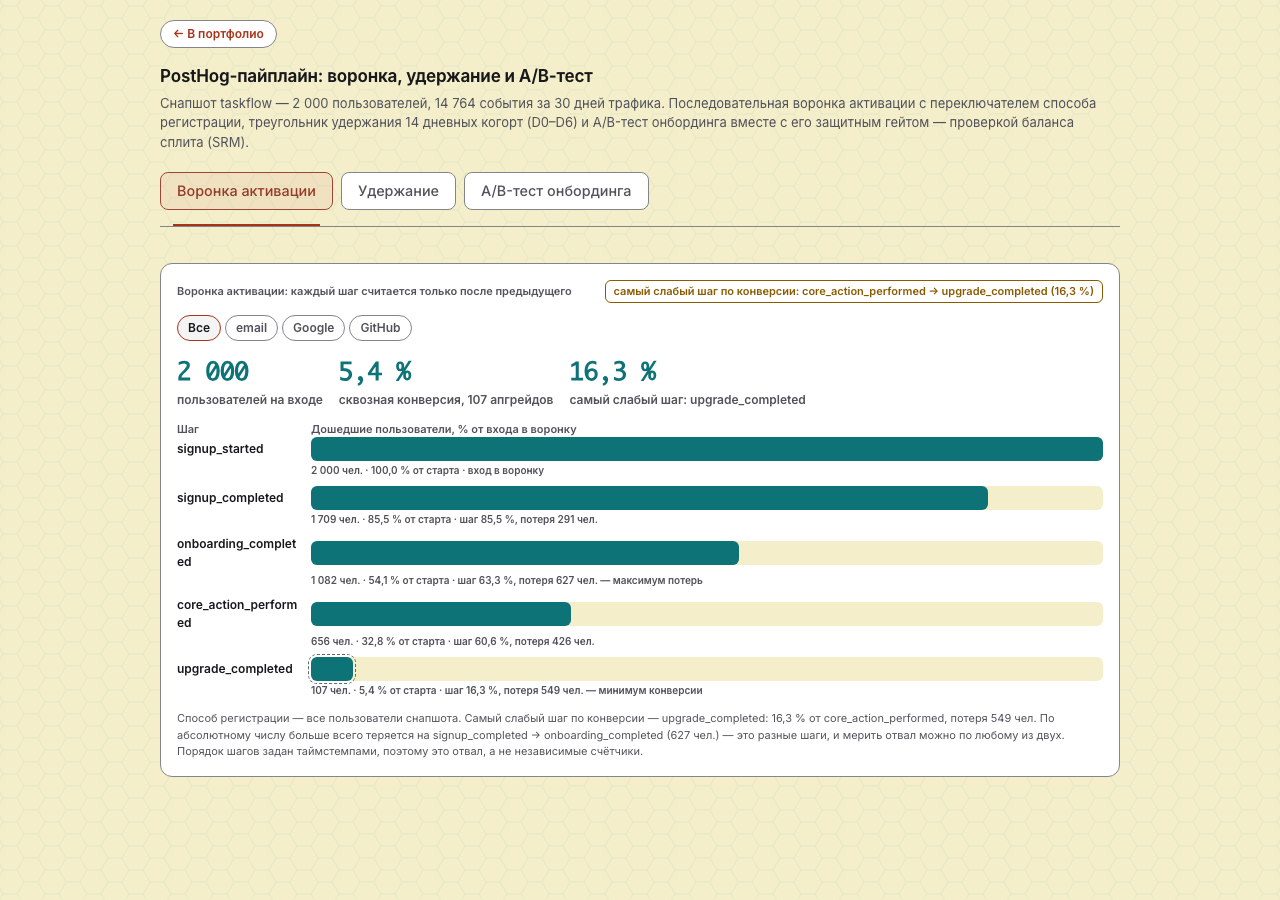 ← В портфолио
PostHog-пайплайн: воронка, удержание и A/B-тест
Снапшот taskflow — 2 000 пользователей, 14 764 события за 30 дней трафика. Последовательная воронка активации с переключателем способа
регистрации, треугольник удержания 14 дневных когорт (D0–D6) и A/B-тест онбординга вместе с его защитным гейтом — проверкой баланса
сплита (SRM).
Воронка активации
Удержание
A/B-тест онбординга
Воронка активации: каждый шаг считается только после предыдущего
самый слабый шаг по конверсии: core_action_performed → upgrade_completed (16,3 %)
Все
email
Google
GitHub
2 000
5,4 %
16,3 %
пользователей на входе
сквозная конверсия, 107 апгрейдов
самый слабый шаг: upgrade_completed
Шаг
Дошедшие пользователи, % от входа в воронку
signup_started
2 000 чел. · 100,0 % от старта · вход в воронку
signup_completed
1 709 чел. · 85,5 % от старта · шаг 85,5 %, потеря 291 чел.
onboarding_complet
ed
1 082 чел. · 54,1 % от старта · шаг 63,3 %, потеря 627 чел. — максимум потерь
core_action_perform
ed
656 чел. · 32,8 % от старта · шаг 60,6 %, потеря 426 чел.
upgrade_completed
107 чел. · 5,4 % от старта · шаг 16,3 %, потеря 549 чел. — минимум конверсии
Способ регистрации — все пользователи снапшота. Самый слабый шаг по конверсии — upgrade_completed: 16,3 % от core_action_performed, потеря 549 чел. По
абсолютному числу больше всего теряется на signup_completed → onboarding_completed (627 чел.) — это разные шаги, и мерить отвал можно по любому из двух.
Порядок шагов задан таймстемпами, поэтому это отвал, а не независимые счётчики.